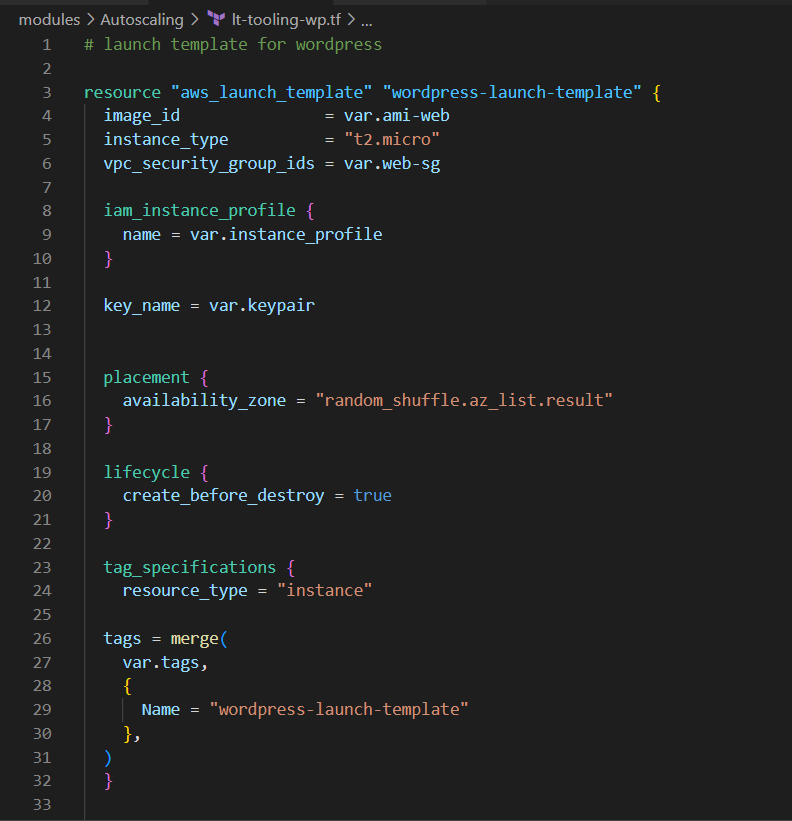 modules > Autoscaling > lt-tooling-wp.tf > ...
1 # launch template for wordpress
2
3 resource "aws_launch_template" "wordpress-launch-template" {
4   image_id               = var.ami-web
5   instance_type          = "t2.micro"
6   vpc_security_group_ids = var.web-sg
7
8   iam_instance_profile {
9     name = var.instance_profile
10   }
11
12   key_name = var.keypair
13
14
15   placement {
16     availability_zone = "random_shuffle.az_list.result"
17   }
18
19   lifecycle {
20     create_before_destroy = true
21   }
22
23   tag_specifications {
24     resource_type = "instance"
25
26   tags = merge(
27     var.tags,
28     {
29       Name = "wordpress-launch-template"
30     },
31   )
32   }
33